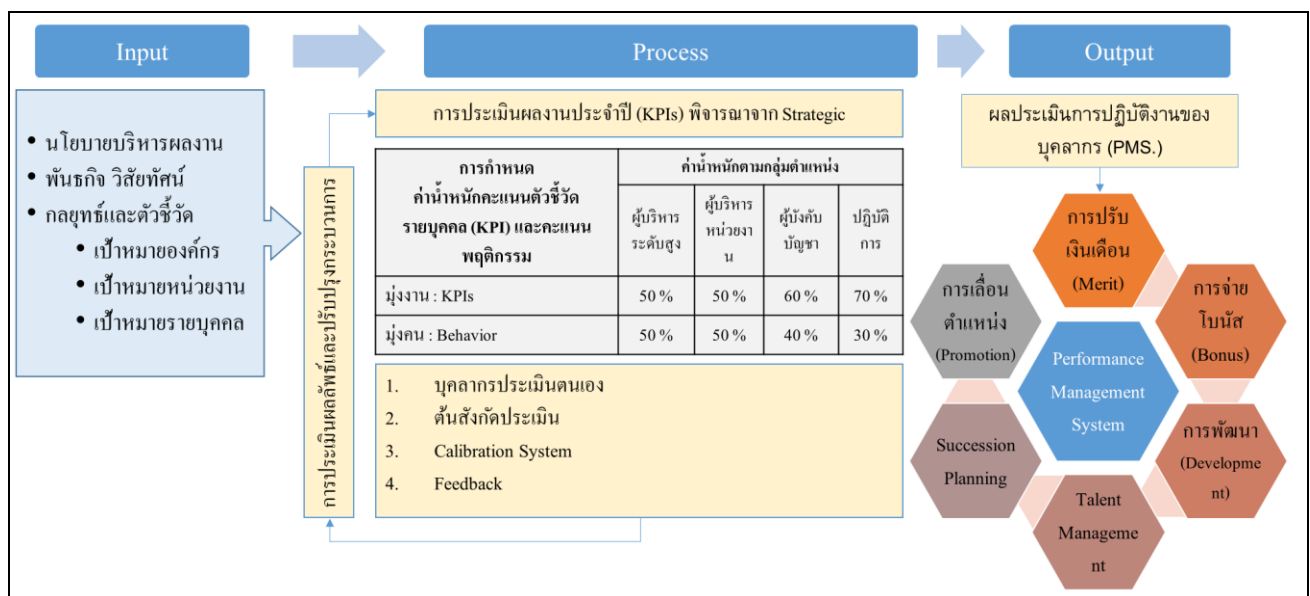 Input
Process
Output
• นโยบายบริหารผลงาน
• พันธกิจ วิสัยทัศน์
• กลยุทธ์และตัวชี้วัด
• เป้าหมายองค์กร
• เป้าหมายหน่วยงาน
• เป้าหมายรายบุคคล
การประเมินผลลัพธ์และปรับปรุงกระบวนการ
การประเมินผลงานประจำปี (KPIs) พิจารณาจาก Strategic
การกำหนด
ค่าน้ำหนักคะแนนตัวชี้วัด
รายบุคคล (KPI) และคะแนน
พฤติกรรม
ค่าน้ำหนักตามกลุ่มตำแหน่ง
ผู้บริหาร
ระดับสูง
ผู้บริหาร
หน่วยงา
น
ผู้บังคับ
บัญชา
ปฏิบัติ
การ
มุ่งงาน : KPIs 50% 50% 60% 70%
มุ่งคน : Behavior 50% 50% 40% 30%
1. บุคลากรประเมินตนเอง
2. ต้นสังกัดประเมิน
3. Calibration System
4. Feedback
ผลประเมินการปฏิบัติงานของ
บุคลากร (PMS.)
การปรับ
เงินเดือน
(Merit)
การจ่าย
โบนัส
(Bonus)
การพัฒนา
(Developme
nt)
Talent
Manageme
nt
Succession
Planning
การเลื่อน
ตำแหน่ง
(Promotion)
Performance
Management
System